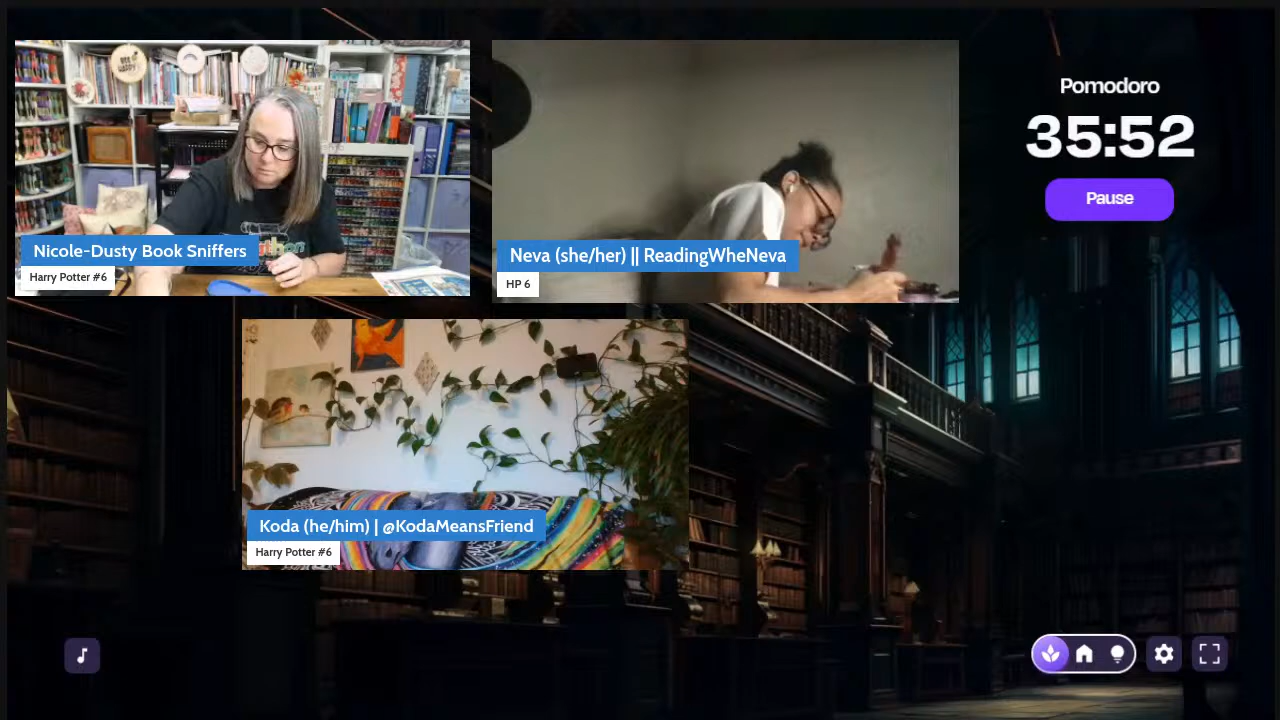 Pomodoro
35:52
Pause
Nicole-Dusty Book Sniffers
Harry Potter #6
Neva (she/her) || ReadingWheNeva
HP 6
Koda (he/him) | @KodaMeansFriend
Harry Potter #6